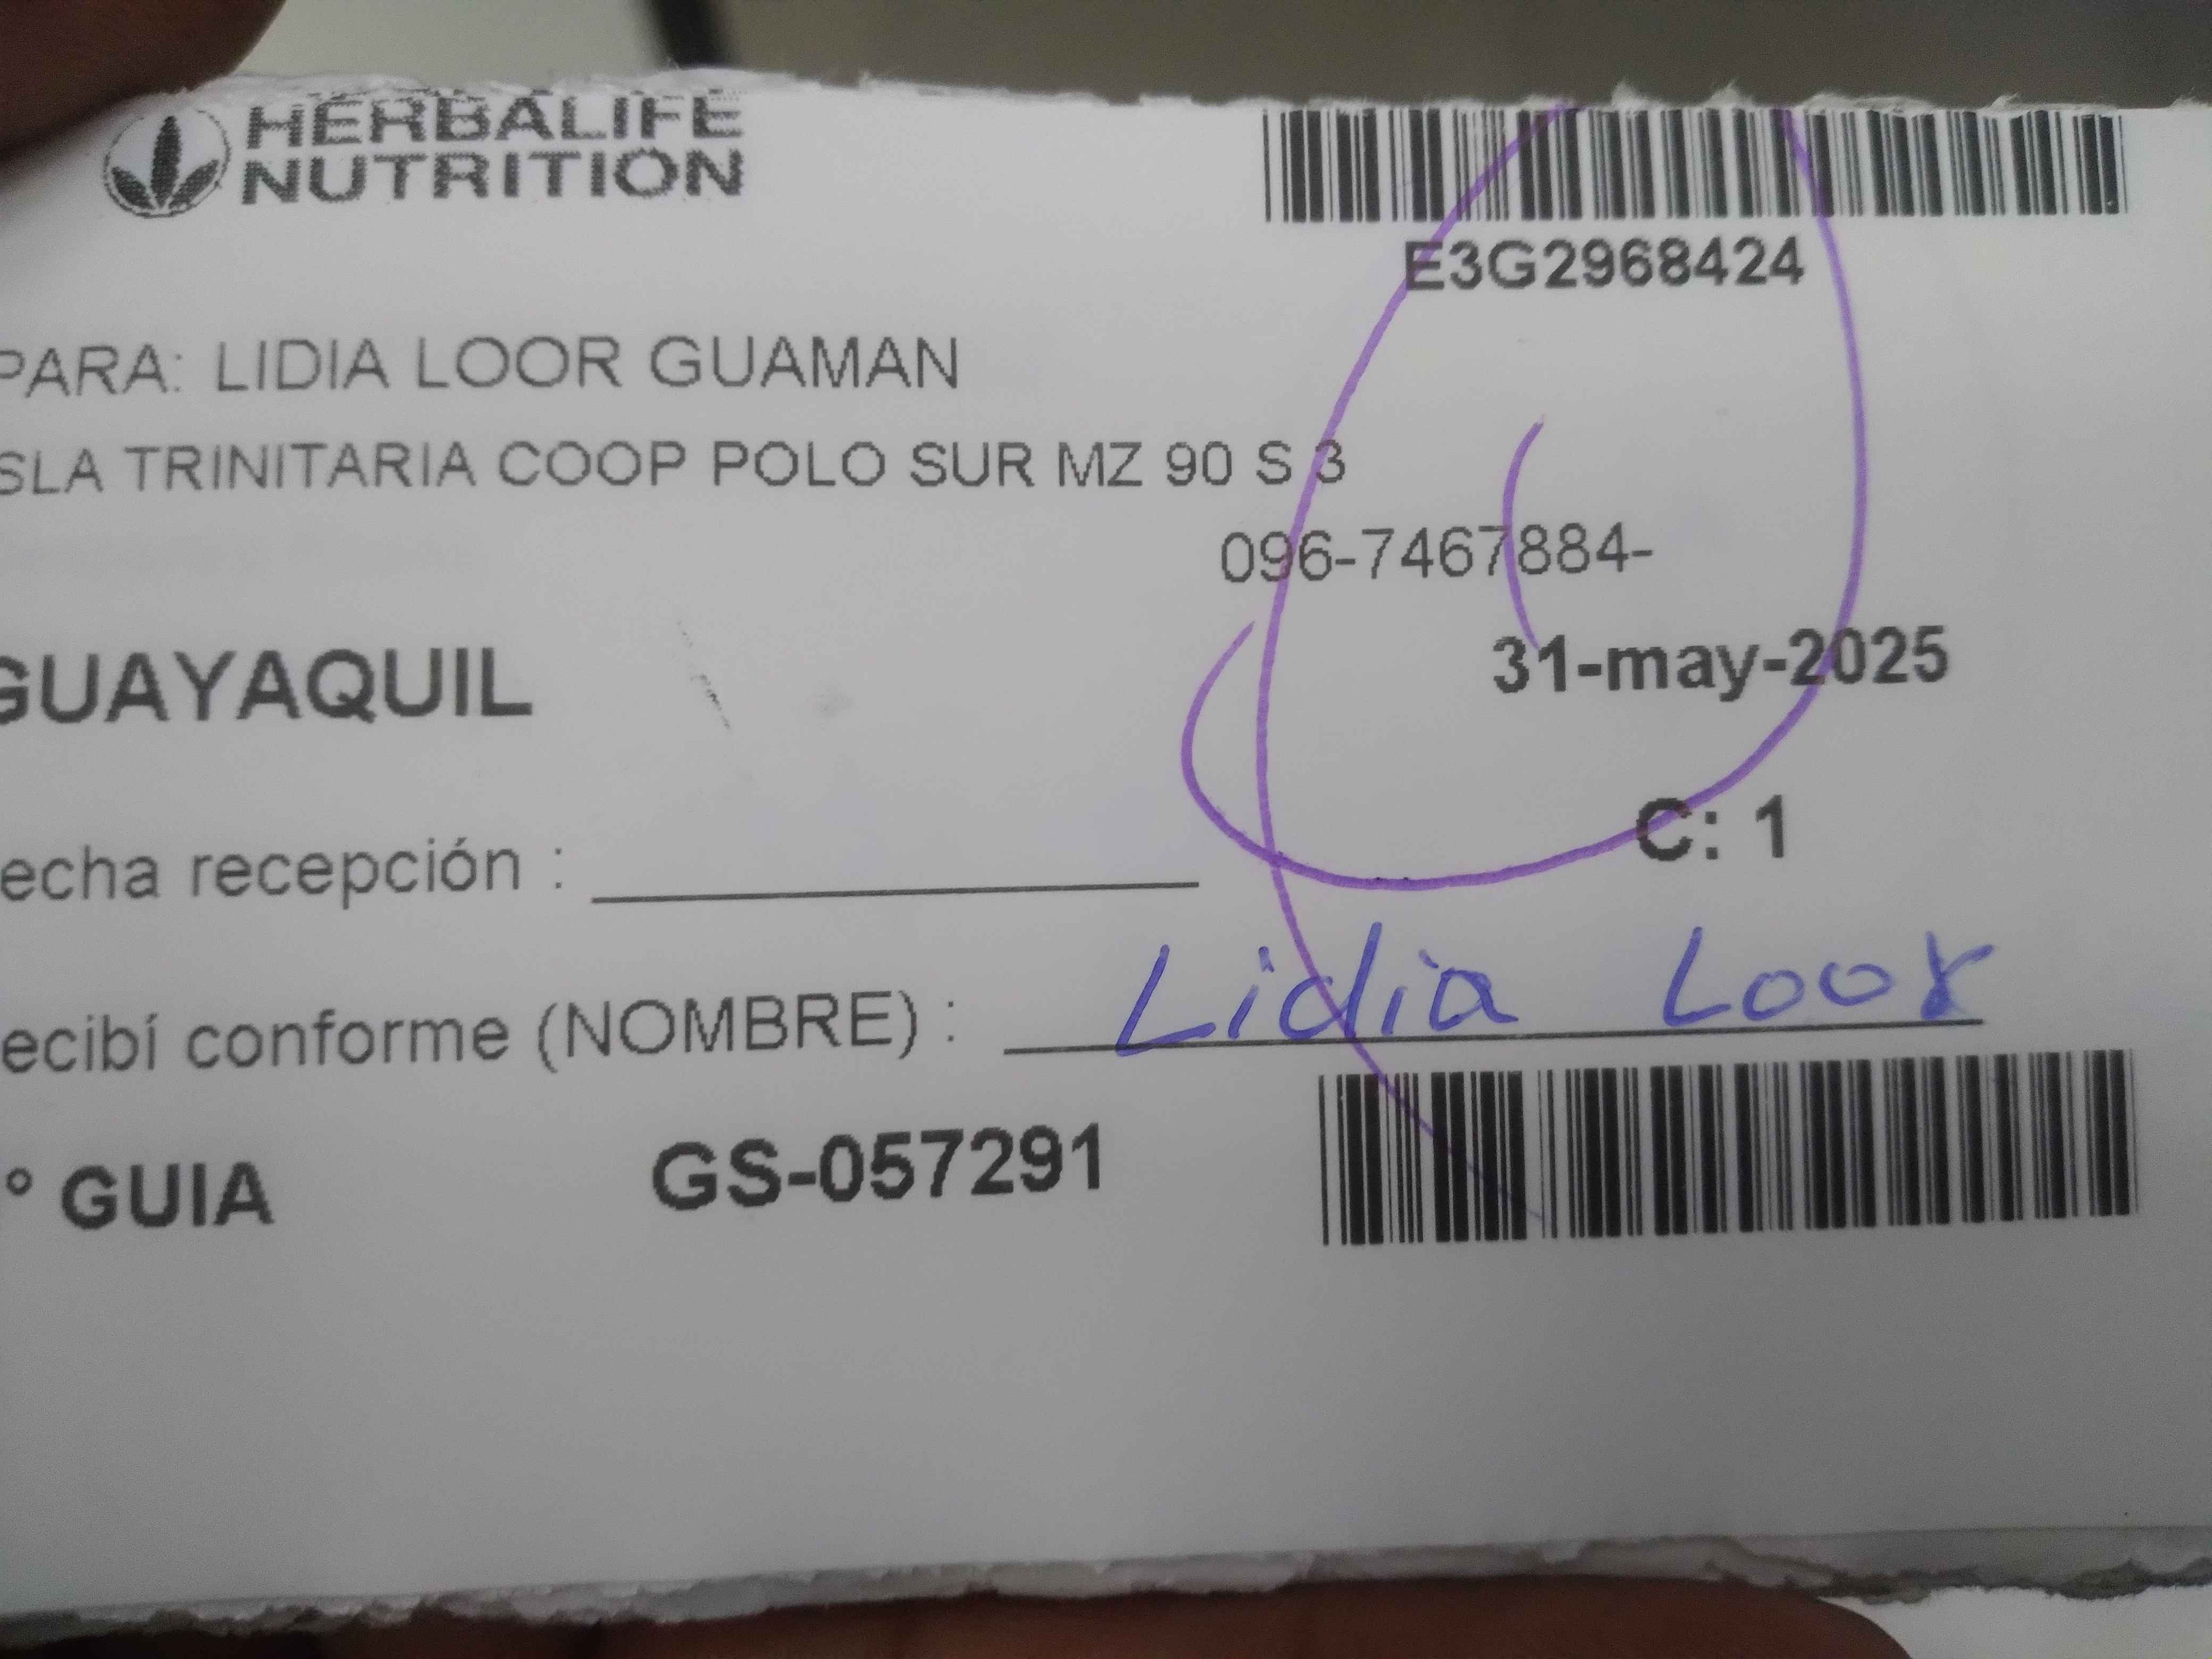 HERBALIFE
NUTRITION
E3G2968424
PARA: LIDIA LOOR GUAMAN
SLA TRINITARIA COOP POLO SUR MZ 90 S 3
096-7467884-
GUAYAQUIL
31-may-2025
C: 1
echa recepción :
ecibí conforme (NOMBRE) : Lidia Loor
° GUIA GS-057291